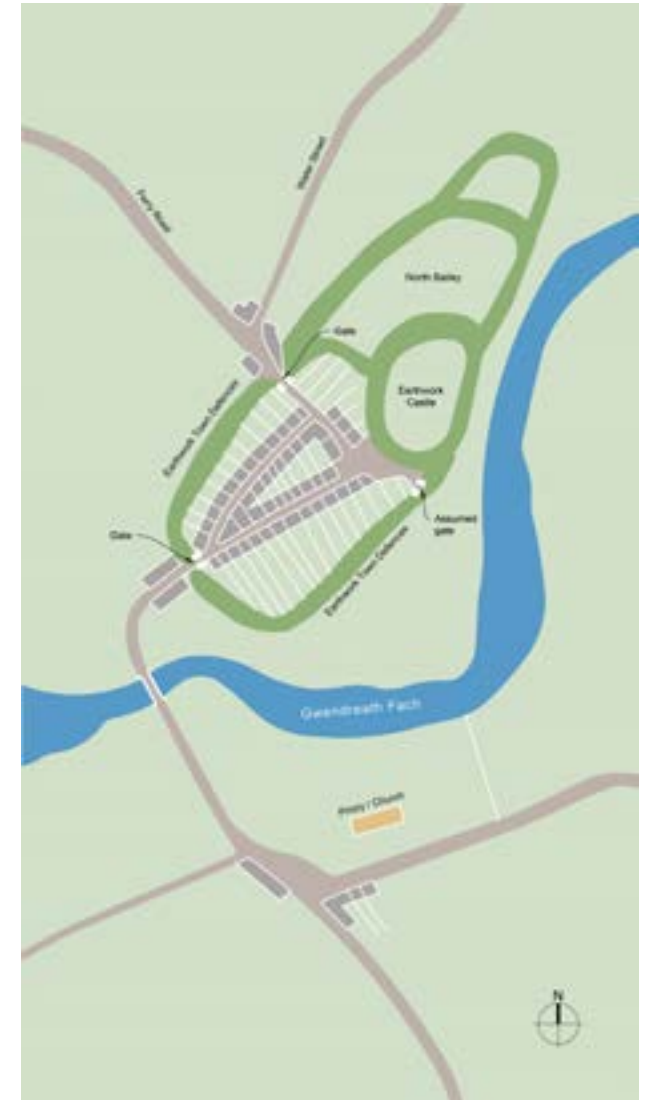 Water Street
Ferry Road
North Bailey
Gate
Earthwork
Castle
Earthwork Town Defences
Assumed
gate
Gate
Earthwork Town Defences
Gwendreath Fach
Priory / Church
N